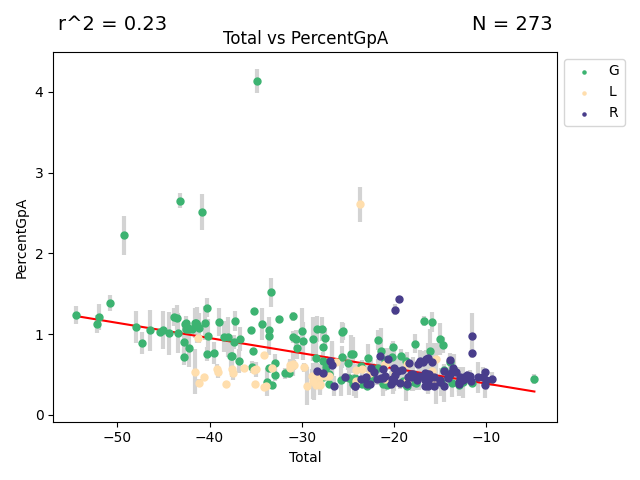 r^2 = 0.23
N = 273
Total vs PercentGpA
G
L
R
4
3
2
1
0
PercentGpA
−50
−40
−30
−20
−10
Total